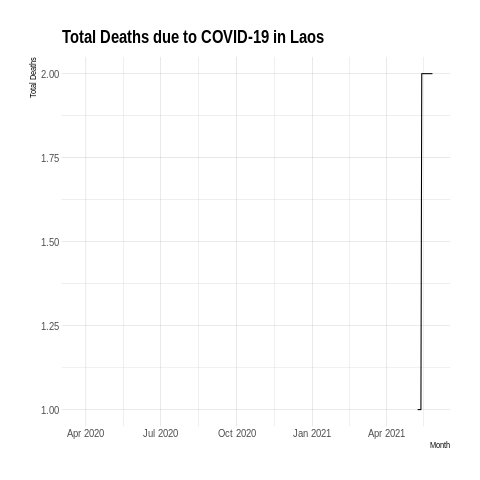 Total Deaths due to COVID-19 in Laos
Total Deaths
2.00
1.75
1.50
1.25
1.00
Apr 2020 Jul 2020 Oct 2020 Jan 2021 Apr 2021
Month